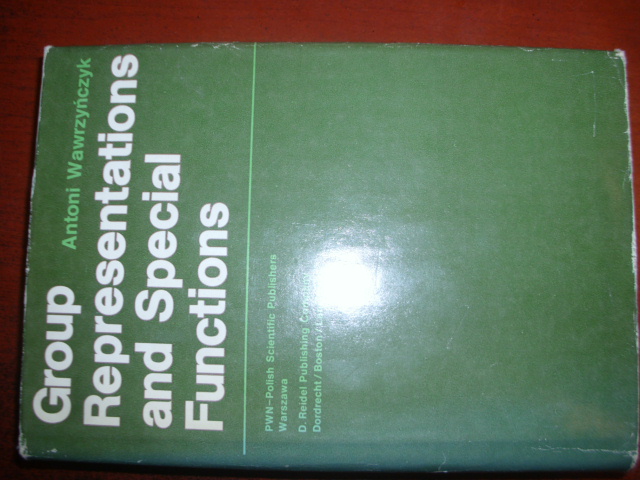 Antoni Wawrzyńczyk
Group
Representations
and Special
Functions
PWN–Polish Scientific Publishers
Warszawa
D. Reidel Publishing
Dordrecht / Boston /